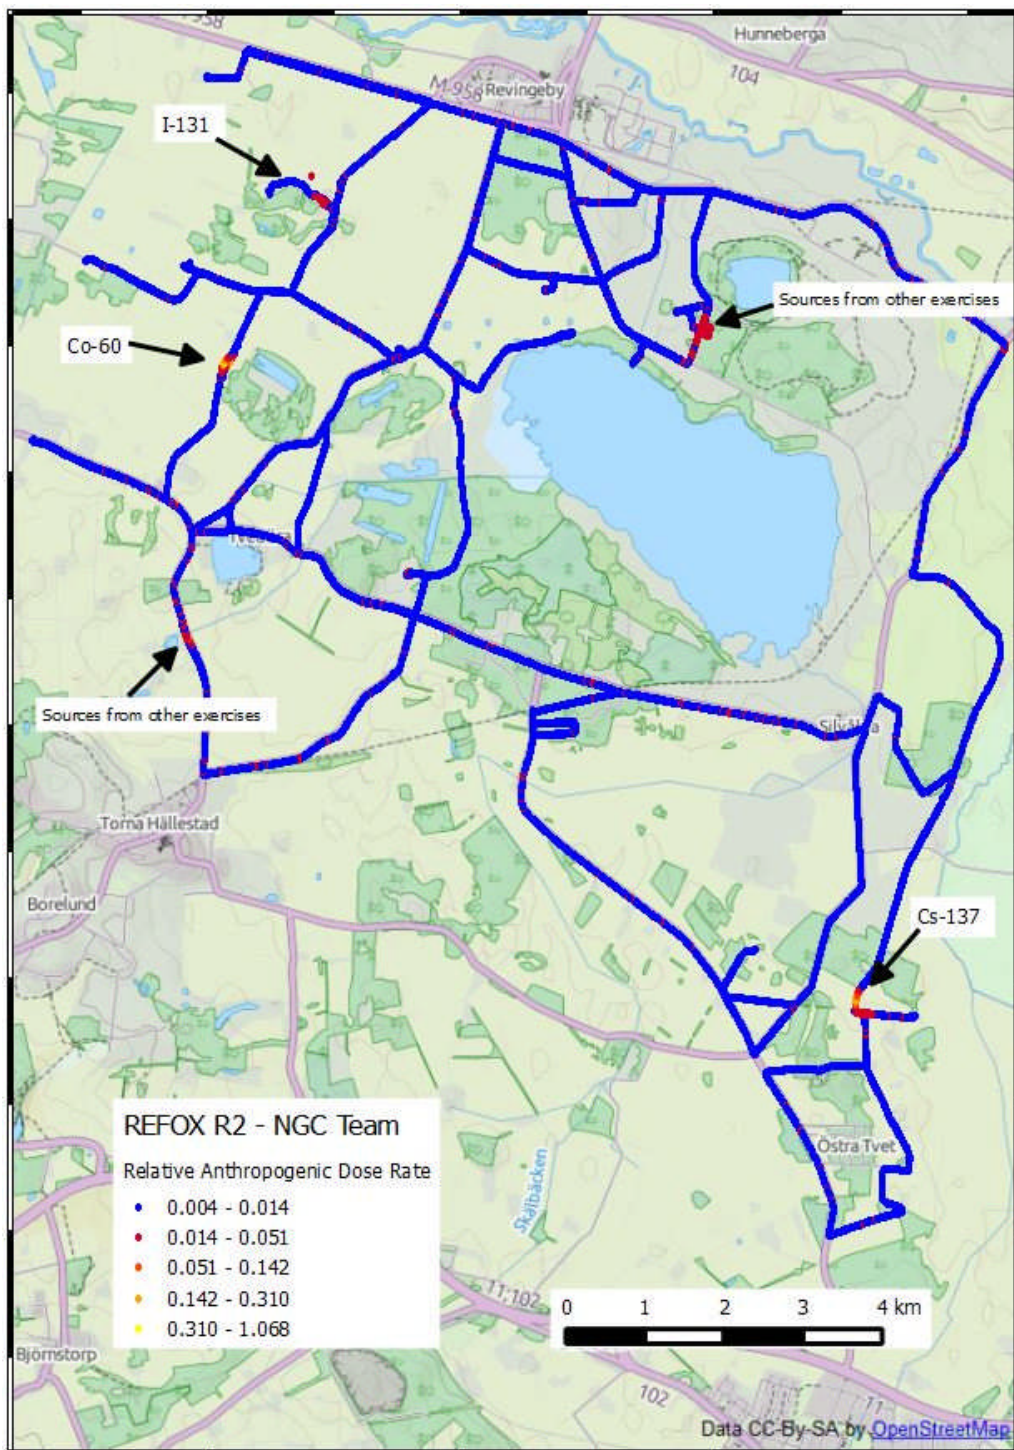 958
Hunneberga
104
M-958
Revingeby
I-131
Sources from other exercises
Co-60
Sources from other exercises
Torna Hällestad
Borelund
Cs-137
REFOX R2 - NGC Team
Relative Anthropogenic Dose Rate
0.004 - 0.014
0.014 - 0.051
0.051 - 0.142
0.142 - 0.310
0.310 - 1.068
Östra Tvet
Skälbäcken
11;102
0 1 2 3 4 km
Björnstorp
102
11
Data CC-By-SA by OpenStreetMap